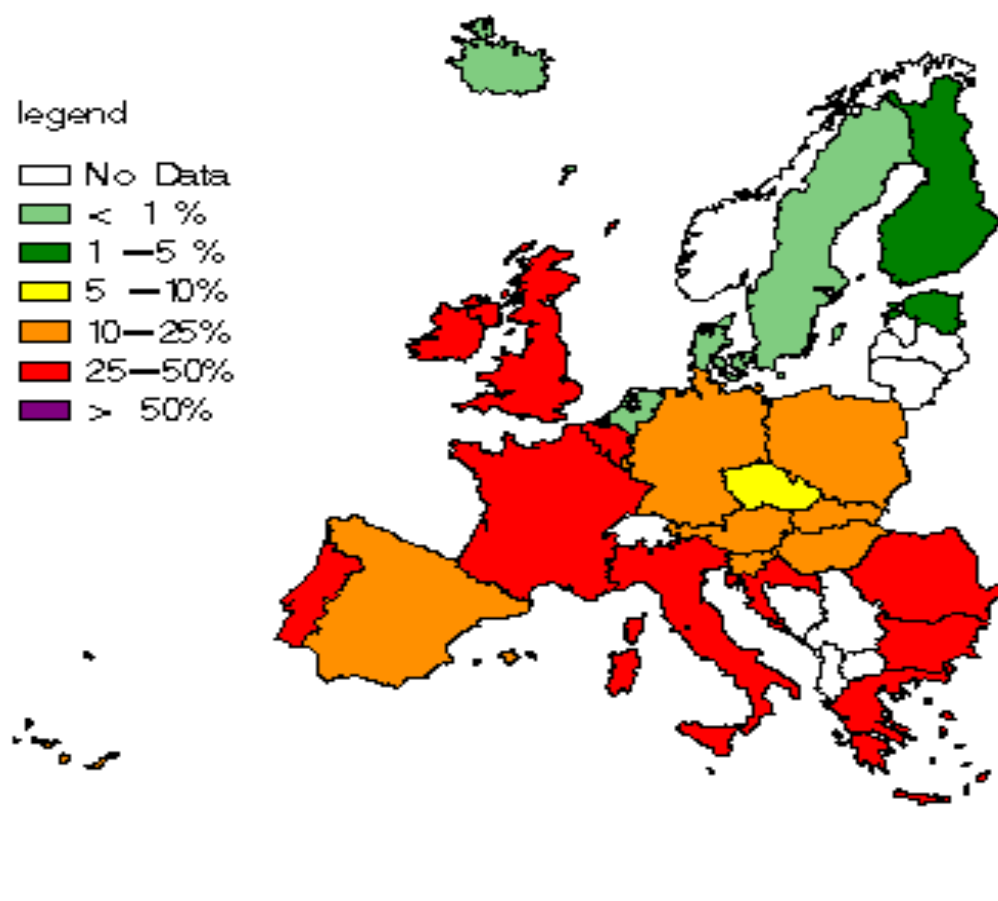 legend
No Data
< 1 %
1 –5 %
5 –10%
10–25%
25–50%
> 50%